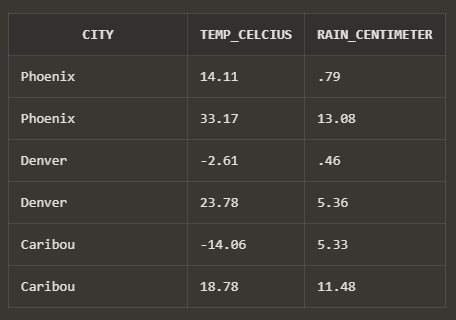 CITY TEMP_CELCIUS RAIN_CENTIMETER
Phoenix 14.11 .79
Phoenix 33.17 13.08
Denver -2.61 .46
Denver 23.78 5.36
Caribou -14.06 5.33
Caribou 18.78 11.48